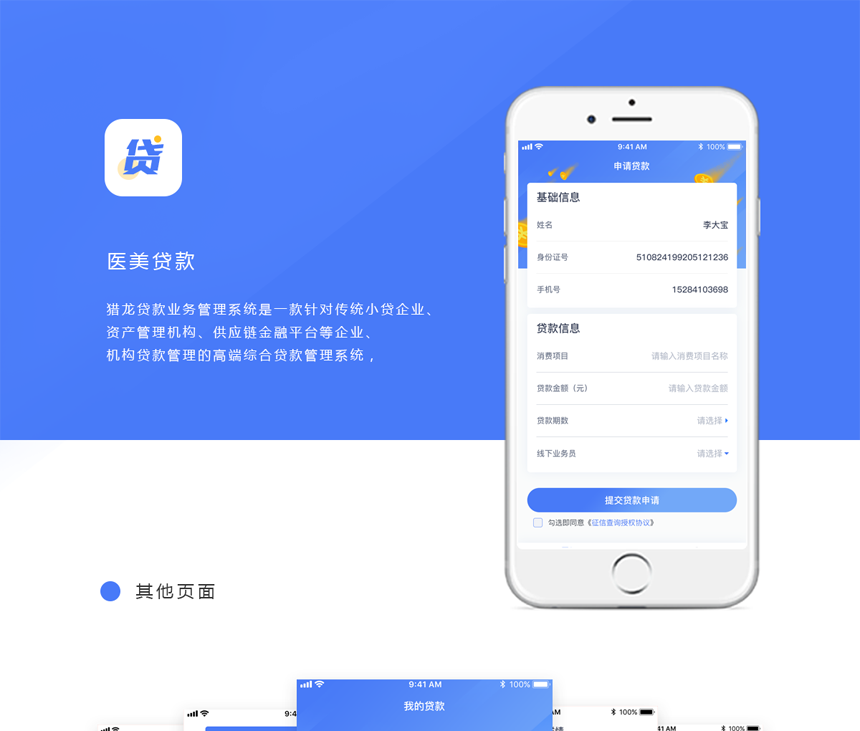 贷
医美贷款
猎龙贷款业务管理系统是一款针对传统小贷企业、
资产管理机构、供应链金融平台等企业、
机构贷款管理的高端综合贷款管理系统，
9:41 AM
100%
申请贷款
基础信息
姓名 李大宝
身份证号 510824199205121236
手机号 15284103698
贷款信息
消费项目 请输入消费项目名称
贷款金额（元） 请输入贷款金额
贷款期数 请选择
线下业务员 请选择
提交贷款申请
勾选即同意《征信查询授权协议》
其他页面
9:41 AM 100%
我的贷款
9:4
AM 100%
41 AM 100%